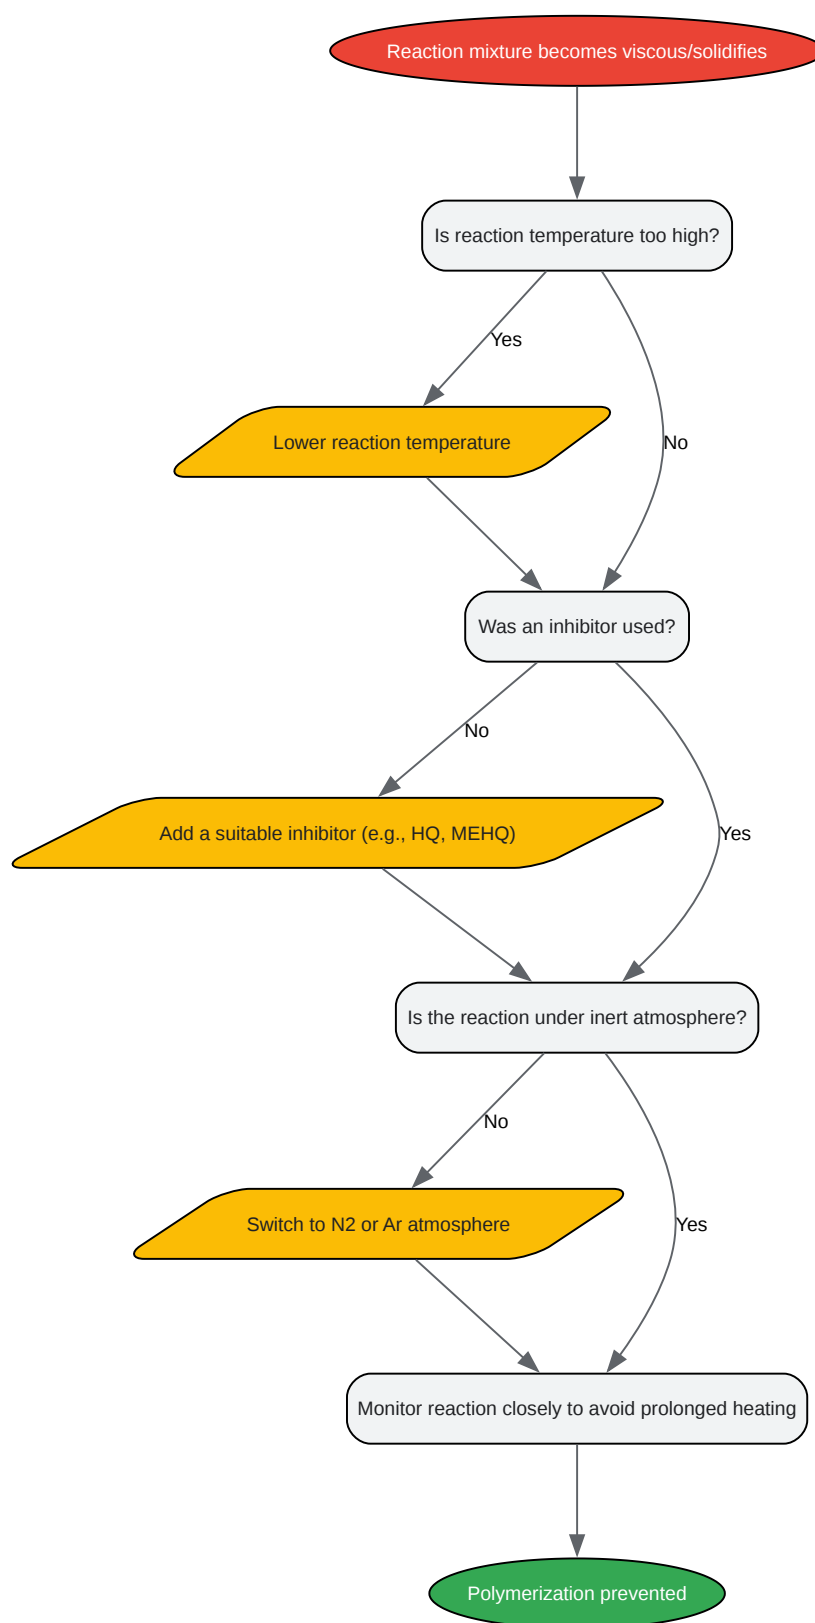 Reaction mixture becomes viscous/solidifies
Is reaction temperature too high?
Yes
Lower reaction temperature
No
Was an inhibitor used?
No
Add a suitable inhibitor (e.g., HQ, MEHQ)
Yes
Is the reaction under inert atmosphere?
No
Switch to N2 or Ar atmosphere
Yes
Monitor reaction closely to avoid prolonged heating
Polymerization prevented